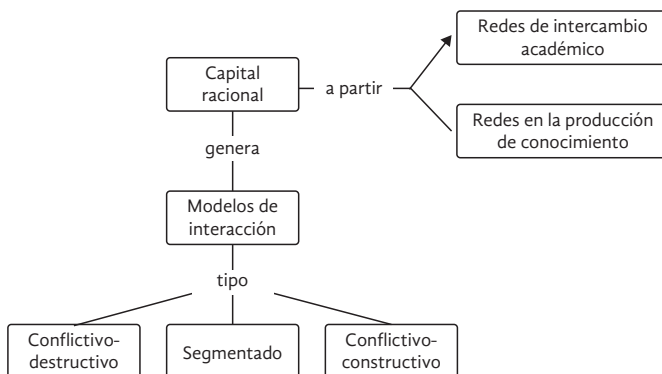 Redes de intercambio
académico
Capital
racional
a partir
Redes en la producción
de conocimiento
genera
Modelos de
interacción
tipo
Conflictivo-
destructivo
Segmentado
Conflictivo-
constructivo